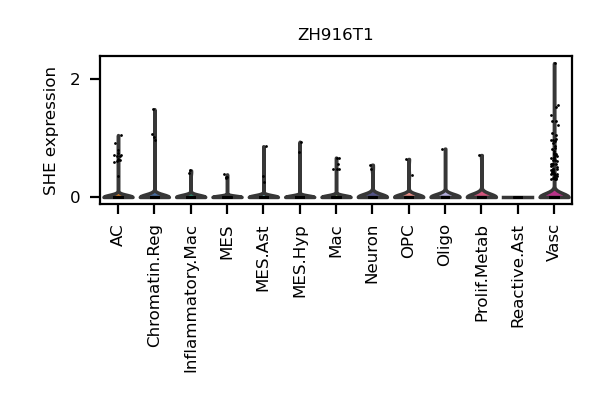 ZH916T1
SHE expression
2
0
AC
Chromatin.Reg
Inflammatory.Mac
MES
MES.Ast
MES.Hyp
Mac
Neuron
OPC
Oligo
Prolif.Metab
Reactive.Ast
Vasc